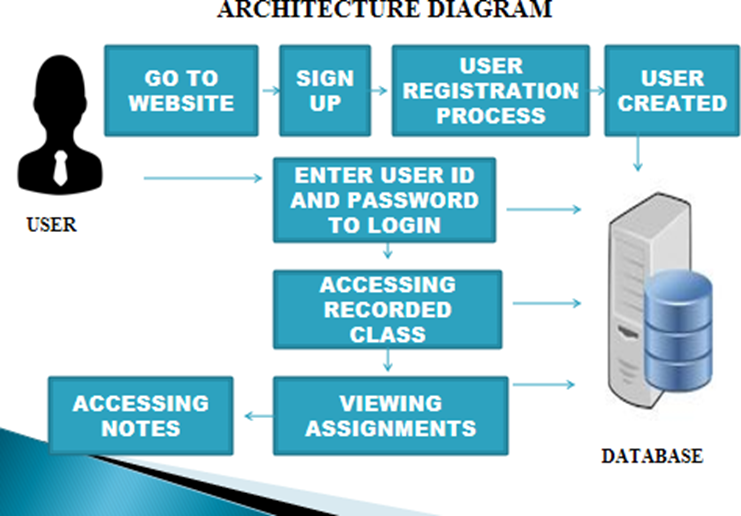 ARCHITECTURE DIAGRAM
GO TO
WEBSITE
SIGN
UP
USER
REGISTRATION
PROCESS
USER
CREATED
USER
ENTER USER ID
AND PASSWORD
TO LOGIN
ACCESSING
RECORDED
CLASS
VIEWING
ASSIGNMENTS
ACCESSING
NOTES
DATABASE